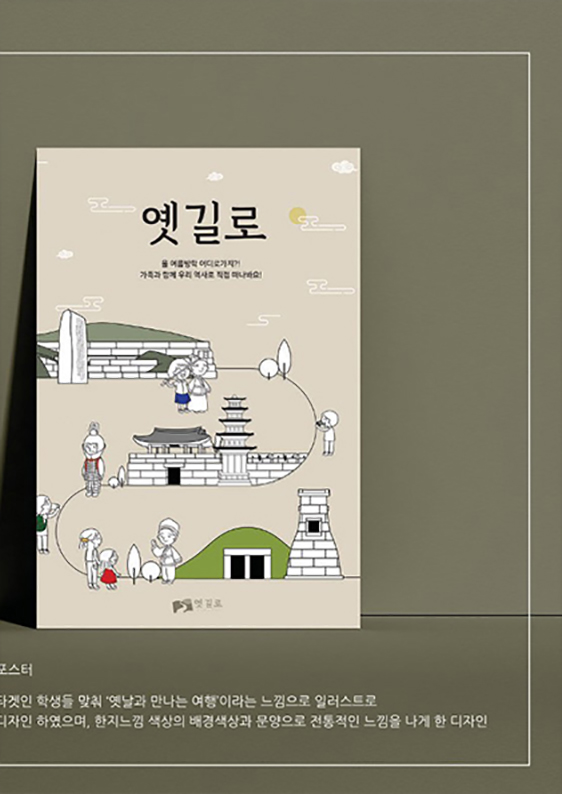 옛길로
올 여름방학 어디로가지?!
가족과 함께 우리 역사로 직접 떠나봐요!
옛길로
포스터
타겟인 학생들 맞춰 '옛날과 만나는 여행'이라는 느낌으로 일러스트로
디자인 하였으며, 한지느낌 색상의 배경색상과 문양으로 전통적인 느낌을 나게 한 디자인